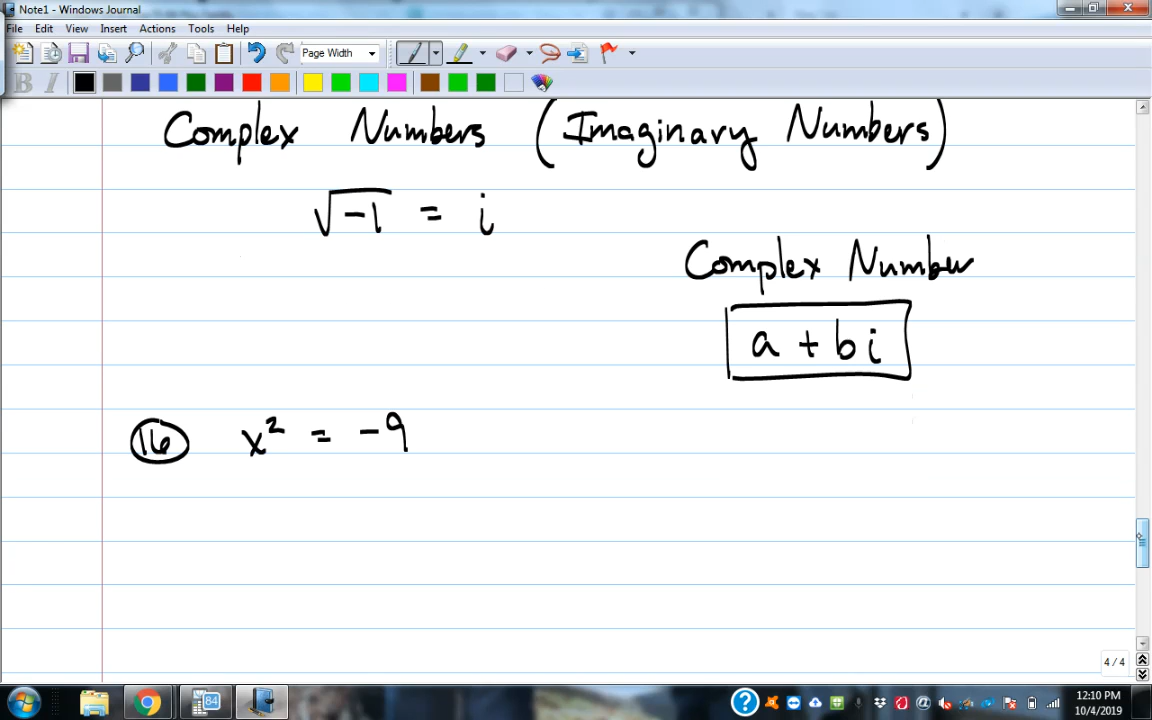 Note1 - Windows Journal
File Edit View Insert Actions Tools Help
Page Width
B I
Complex Numbers (Imaginary Numbers)
√-1 = i
Complex Number
a + bi
16 x² = -9
4 / 4
84
12:10 PM
10/4/2019